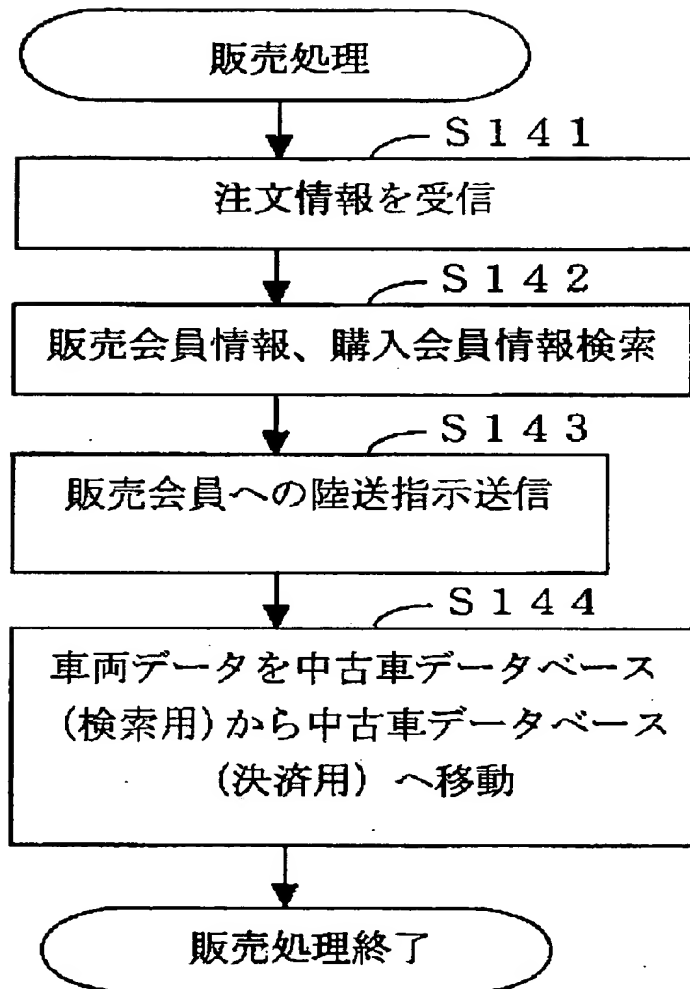 販売処理
S141
注文情報を受信
S142
販売会員情報、購入会員情報検索
S143
販売会員への陸送指示送信
S144
車両データを中古車データベース
(検索用)から中古車データベース
(決済用)へ移動
販売処理終了